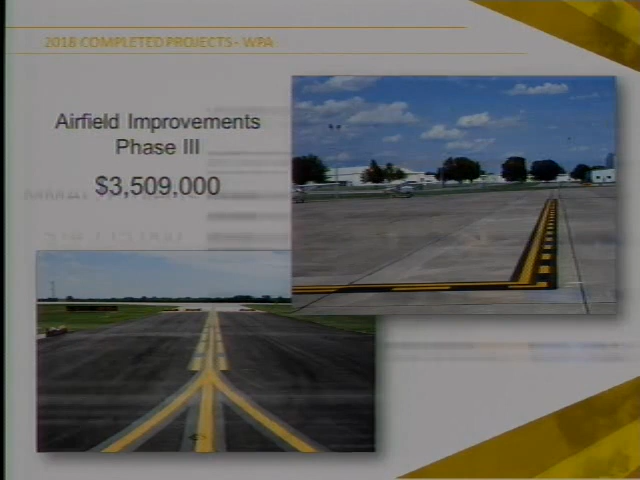 2018 COMPLETED PROJECTS - WPA
Airfield Improvements
Phase III
$3,509,000